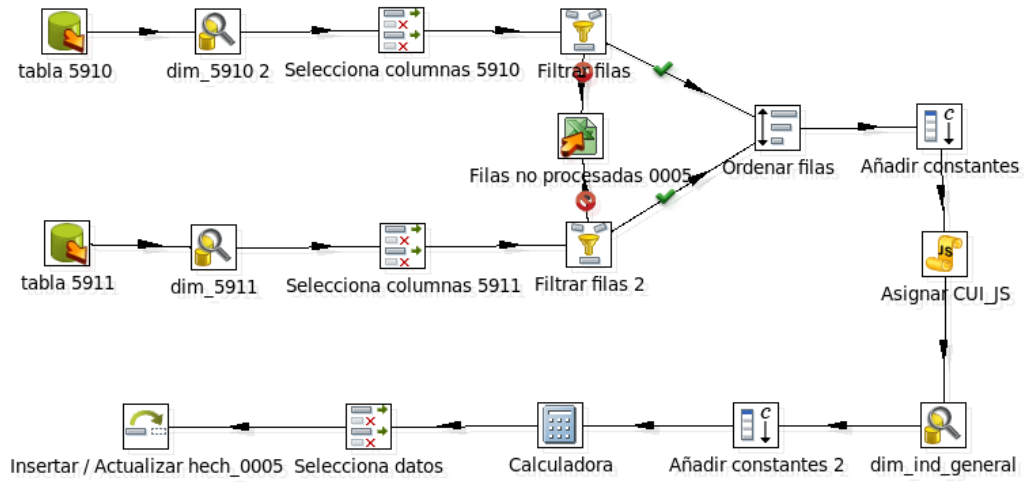 tabla 5910
dim_5910 2
Selecciona columnas 5910
Filtrar filas
Filas no procesadas 0005
Ordenar filas
c
Añadir constantes
tabla 5911
dim_5911
Selecciona columnas 5911
Filtrar filas 2
JS
Asignar CUI_JS
Insertar / Actualizar hech_0005
Selecciona datos
Calculadora
c
Añadir constantes 2
dim_ind_general